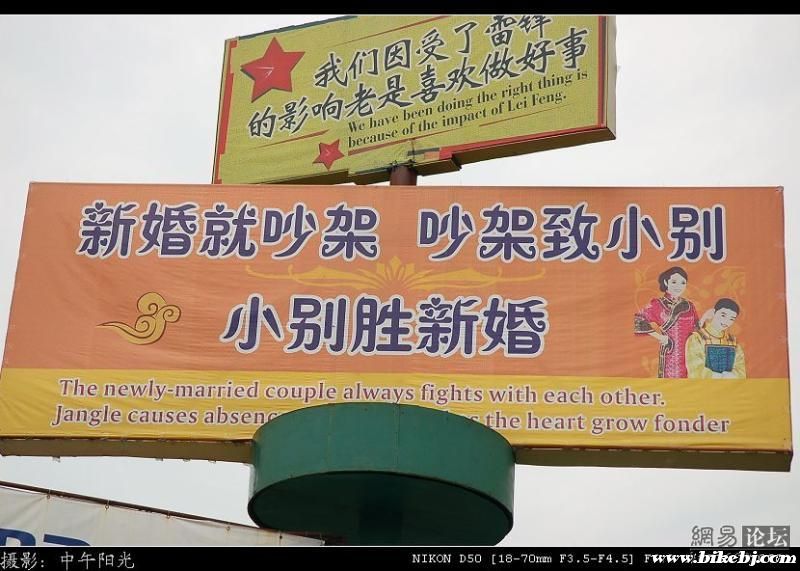 我们因受了雷锋
的影响老是喜欢做好事
We have been doing the right thing is
because of the impact of Lei Feng.
新婚就吵架 吵架致小别
小别胜新婚
The newly-married couple always fights with each other.
Jangle causes absenc the heart grow fonder
摄影: 中午阳光
NIKON D50 [18-70mm F3.5-F4.5]
網易 论坛
www.bikebj.com